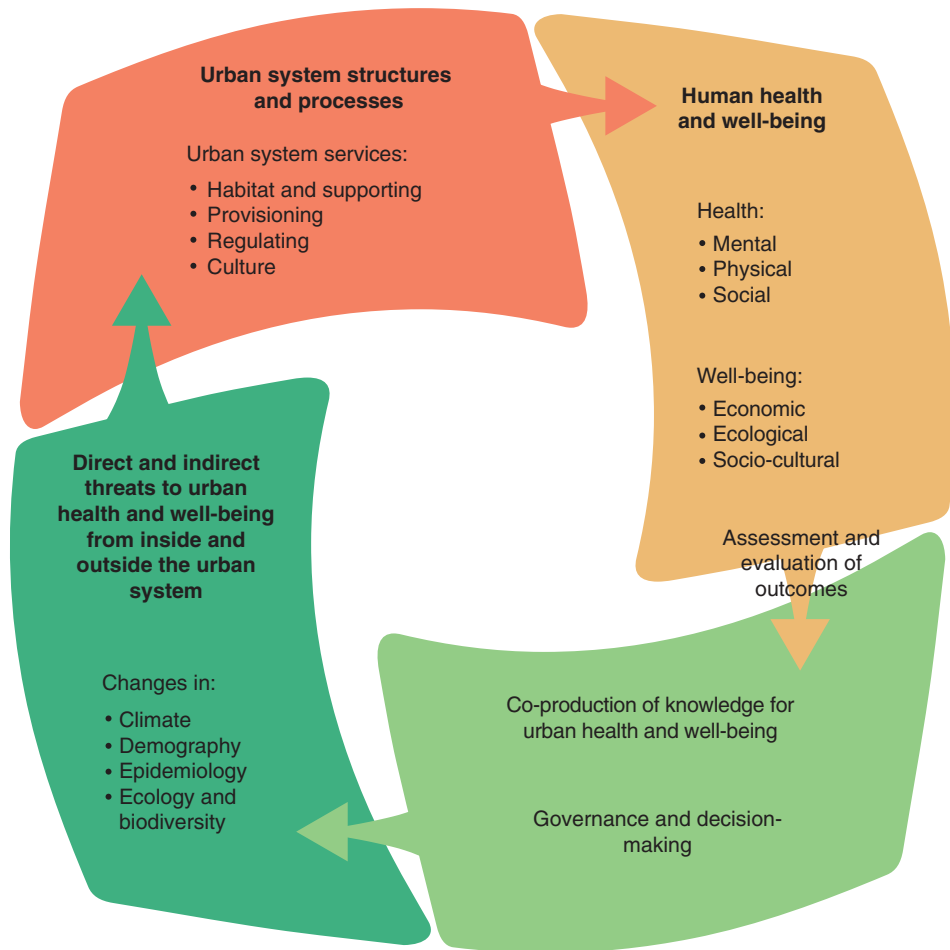 Urban system structures
and processes
Urban system services:
• Habitat and supporting
• Provisioning
• Regulating
• Culture
Human health
and well-being
Health:
• Mental
• Physical
• Social
Well-being:
• Economic
• Ecological
• Socio-cultural
Assessment and
evaluation of
outcomes
Co-production of knowledge for
urban health and well-being
Governance and decision-
making
Direct and indirect
threats to urban
health and well-being
from inside and
outside the urban
system
Changes in:
• Climate
• Demography
• Epidemiology
• Ecology and
biodiversity